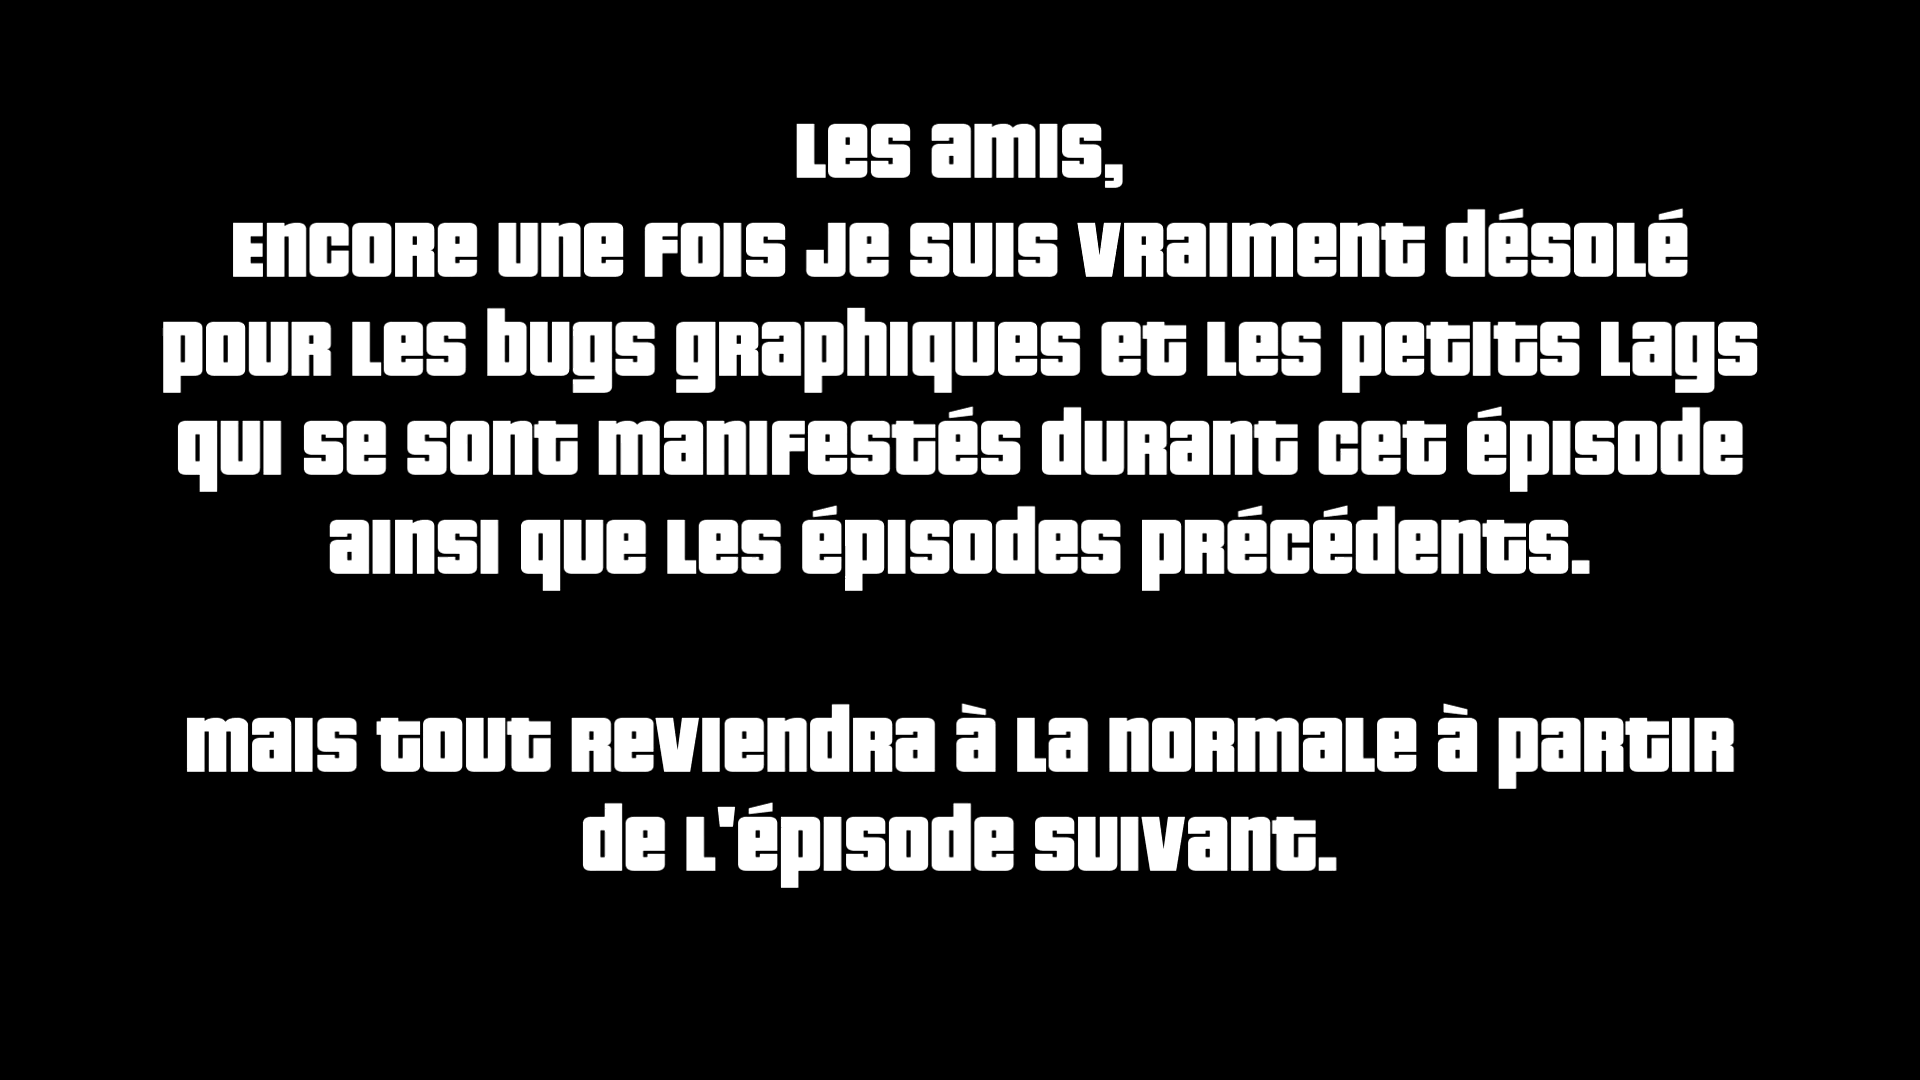 Les amis,
Encore une fois je suis vraiment désolé
pour les bugs graphiques et les petits lags
qui se sont manifestés durant cet épisode
ainsi que les épisodes précédents.
Mais tout reviendra à la normale à partir
de l'épisode suivant.